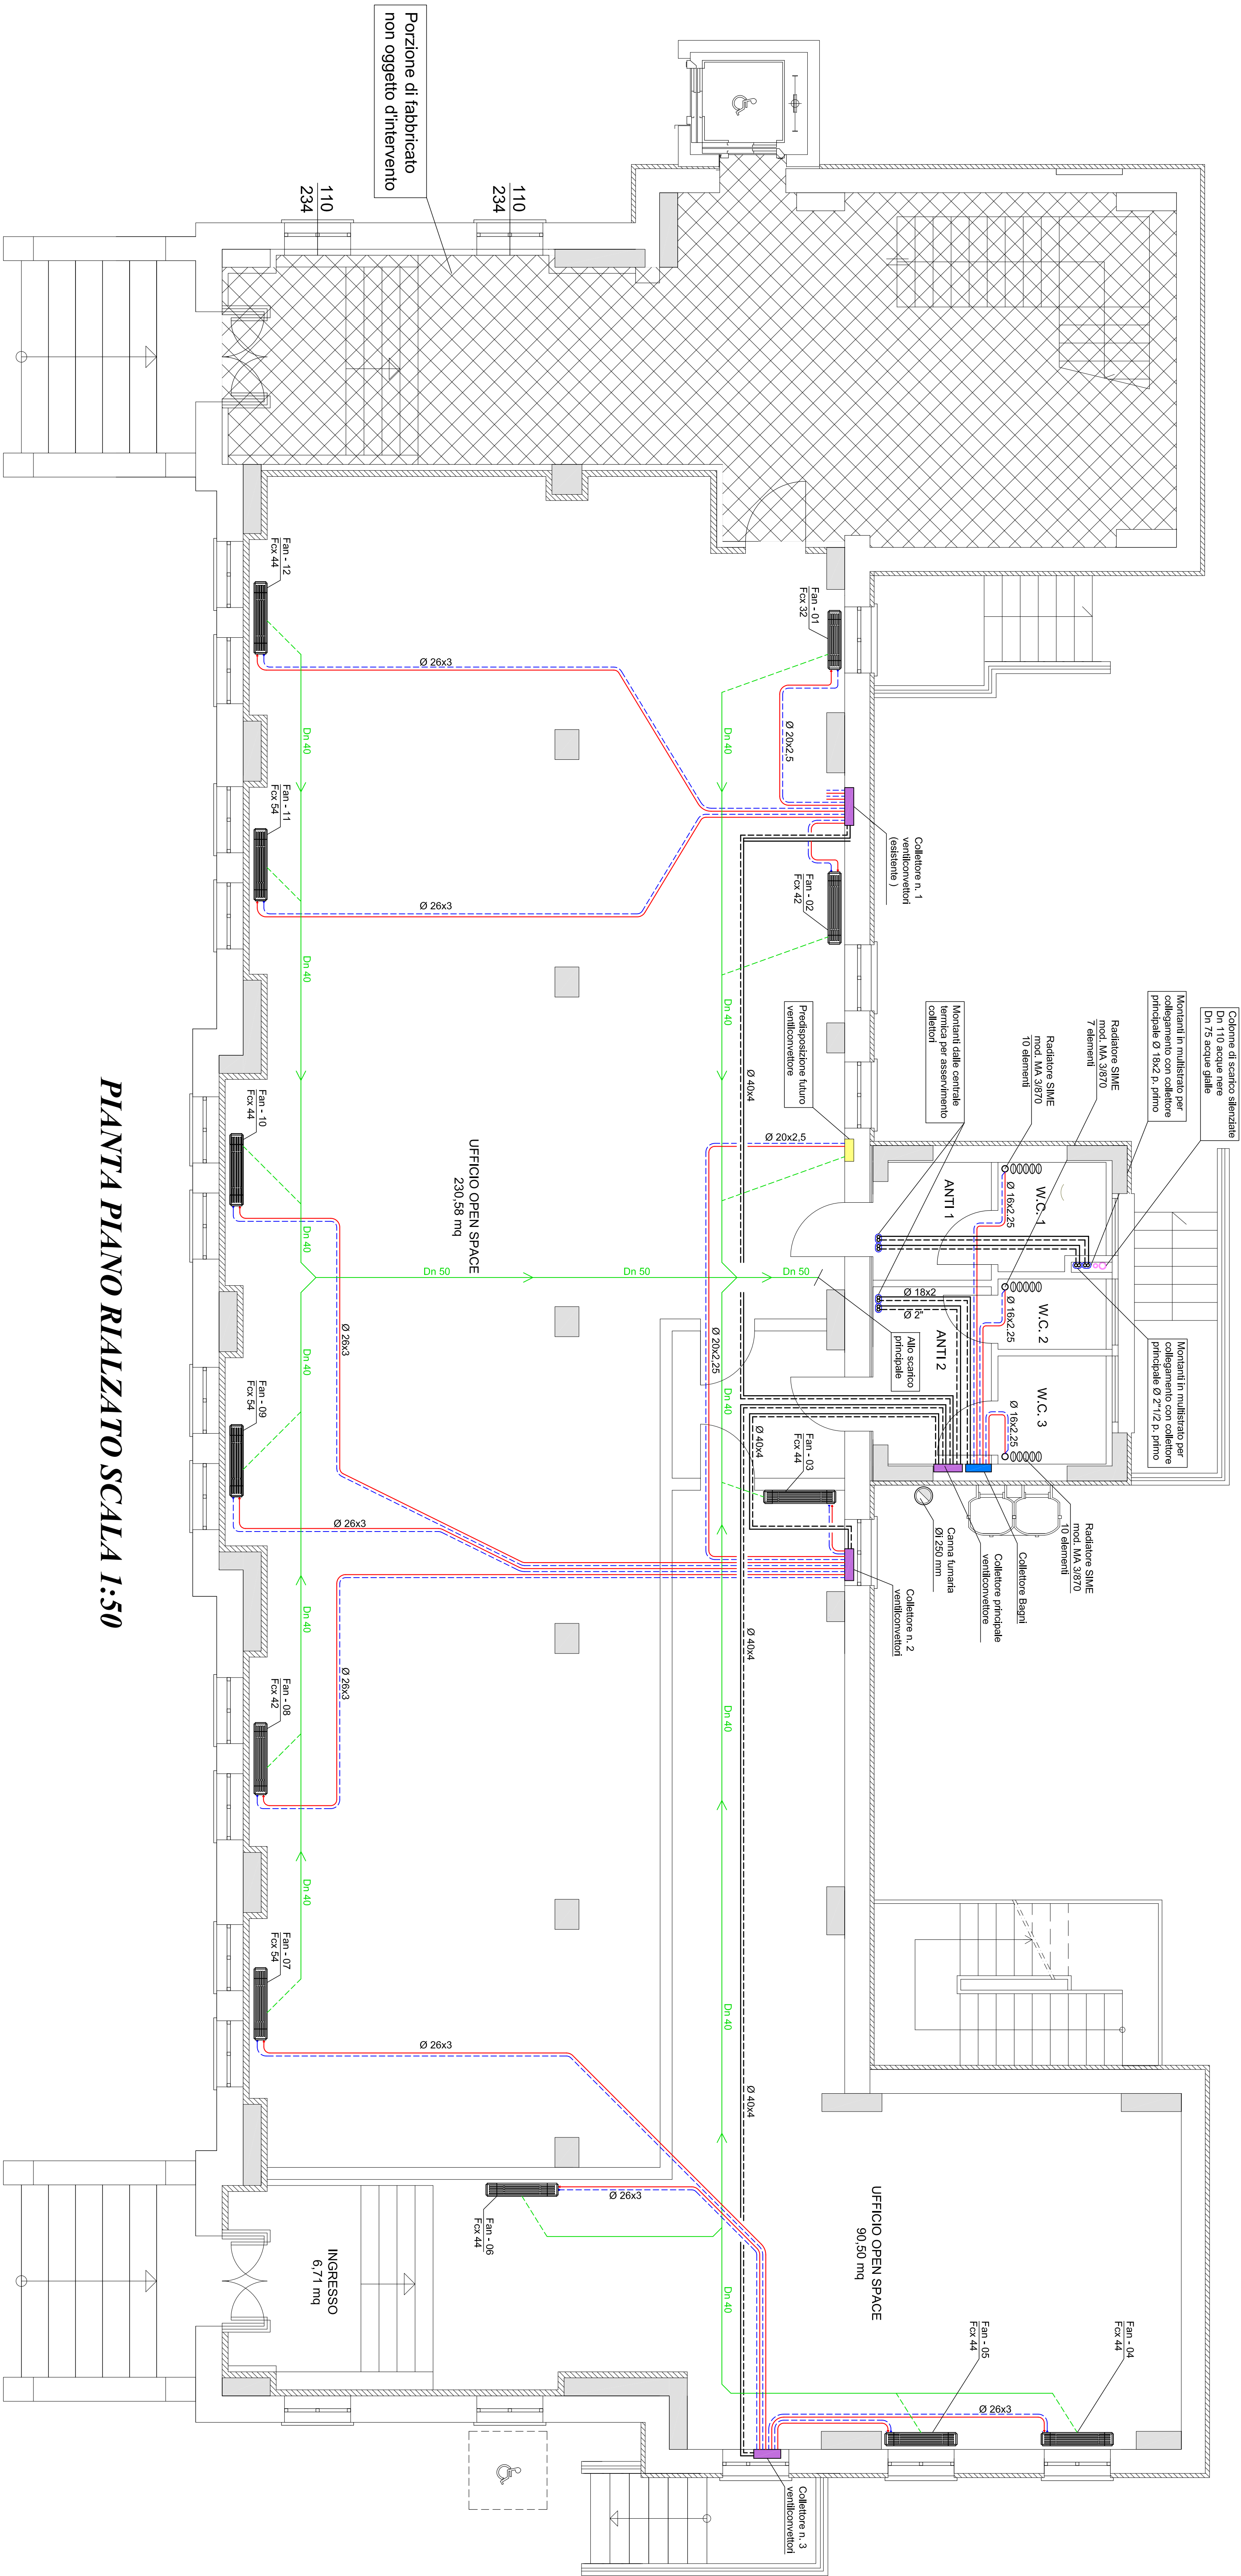 Porzione di fabbricato
non oggetto d'intervento
110
234
110
234
Colonne di scarico silenziate
Dn 110 acque nere
Dn 75 acque gialle
Montanti in multistrato per
collegamento con collettore
principale Ø 18x2 p. primo
Radiatore SIME
mod. MA 3/870
7 elementi
Radiatore SIME
mod. MA 3/870
10 elementi
Montanti dalle centrale
termica per asservimento
collettori
Montanti in multistrato per
collegamento con collettore
principale Ø 2"1/2 p. primo
Radiatore SIME
mod. MA 3/870
10 elementi
Collettore Bagni
Collettore principale
ventilconvettore
Canna fumaria
Øi 250 mm
W.C. 1
W.C. 2
W.C. 3
ANTI 1
ANTI 2
Ø 16x2.25
Ø 16x2.25
Ø 16x2.25
Ø 18x2
Ø 2"
Collettore n. 1
ventilconvettori
(esistente )
Collettore n. 2
ventilconvettori
Collettore n. 3
ventilconvettori
Predisposizione futuro
ventilconvettore
Allo scarico
principale
Fan - 01
Fcx 32
Fan - 02
Fcx 42
Fan - 03
Fcx 44
Fan - 04
Fcx 44
Fan - 05
Fcx 44
Fan - 06
Fcx 44
Fan - 07
Fcx 54
Fan - 08
Fcx 42
Fan - 09
Fcx 54
Fan - 10
Fcx 44
Fan - 11
Fcx 54
Fan - 12
Fcx 44
Ø 20x2,5
Ø 20x2,5
Ø 20x2,25
Ø 40x4
Ø 40x4
Ø 40x4
Ø 40x4
Ø 26x3
Ø 26x3
Ø 26x3
Ø 26x3
Ø 26x3
Ø 26x3
Ø 26x3
Ø 26x3
Dn 40
Dn 40
Dn 40
Dn 40
Dn 40
Dn 40
Dn 50
Dn 50
Dn 50
Dn 40
Dn 40
Dn 40
Dn 40
Dn 40
Dn 40
UFFICIO OPEN SPACE
230,58 mq
UFFICIO OPEN SPACE
90,50 mq
INGRESSO
6,71 mq
PIANTA PIANO RIALZATO SCALA 1:50